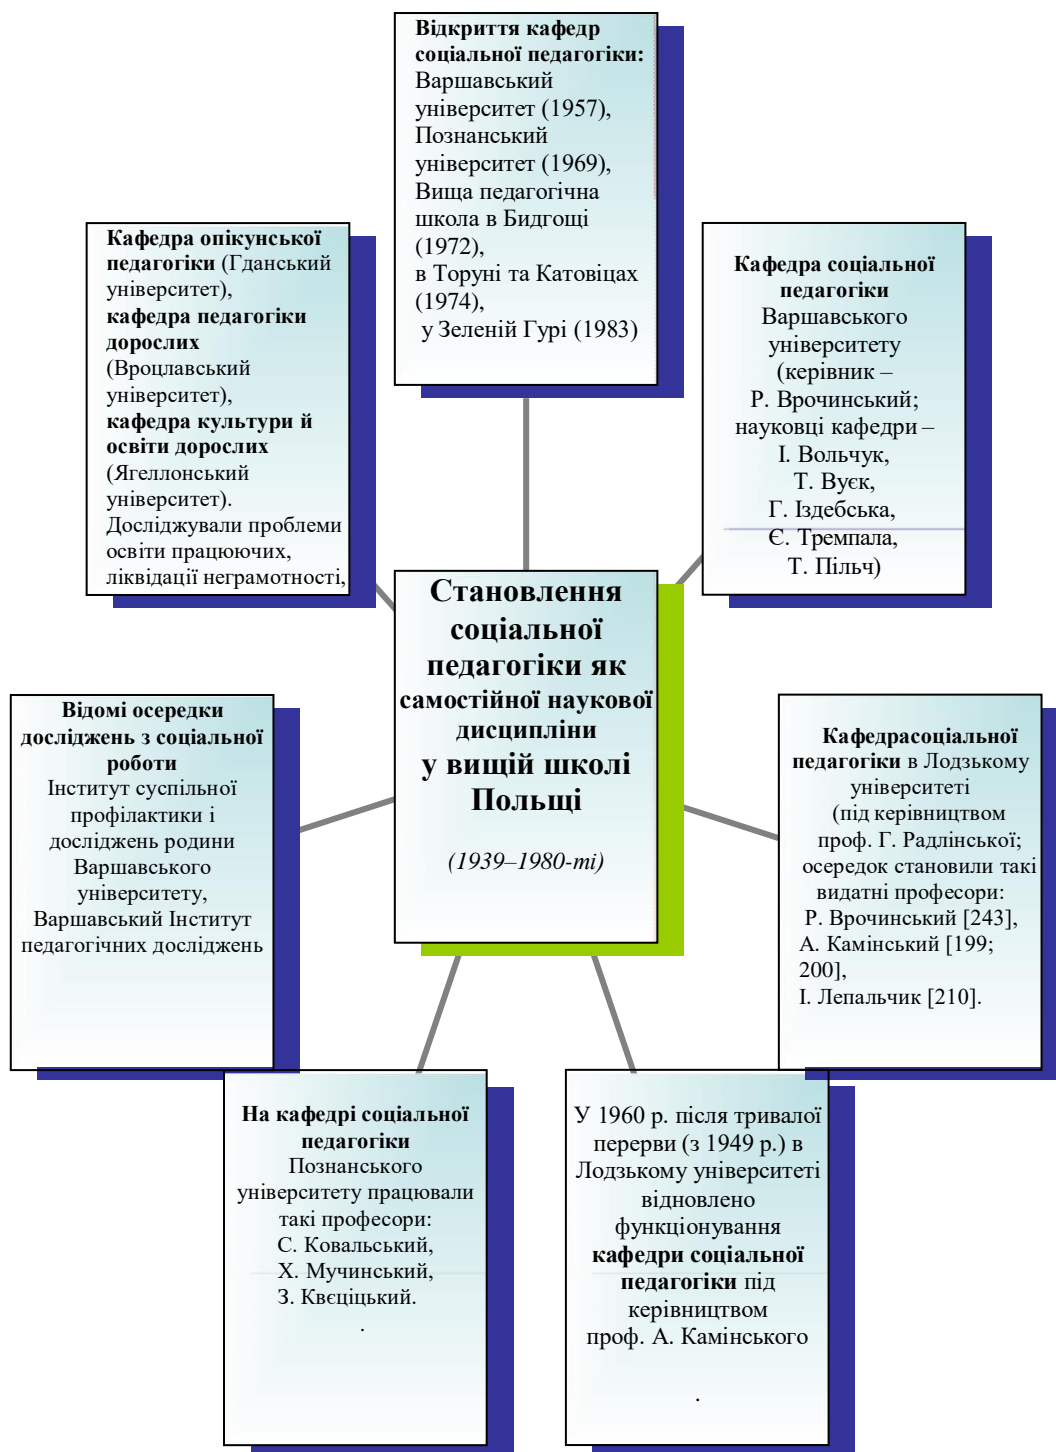 Відкриття кафедр
соціальної педагогіки:
Варшавський
університет (1957),
Познанський
університет (1969),
Вища педагогічна
школа в Бидгощі
(1972),
в Торуні та Катовіцах
(1974),
у Зеленій Гурі (1983)
Кафедра опікунської
педагогіки (Гданський
університет),
кафедра педагогіки
дорослих
(Вроцлавський
університет),
кафедра культури й
освіти дорослих
(Ягеллонський
університет).
Досліджували проблеми
освіти працюючих,
ліквідації неграмотності,
Кафедра соціальної
педагогіки
Варшавського
університету
(керівник –
Р. Врочинський;
науковці кафедри –
І. Вольчук,
Т. Вуєк,
Г. Іздебська,
Є. Тремпала,
Т. Пільч)
Становлення
соціальної
педагогіки як
самостійної наукової
дисципліни
у вищій школі
Польщі
(1939–1980-ті)
Відомі осередки
досліджень з соціальної
роботи
Інститут суспільної
профілактики і
досліджень родини
Варшавського
університету,
Варшавський Інститут
педагогічних досліджень
Кафедрасоціальної
педагогіки в Лодзькому
університеті
(під керівництвом
проф. Г. Радлінської;
осередок становили такі
видатні професори:
Р. Врочинський [243],
А. Камінський [199;
200],
І. Лепальчик [210].
На кафедрі соціальної
педагогіки
Познанського
університету працювали
такі професори:
С. Ковальський,
Х. Мучинський,
З. Квєціцький.
.
У 1960 р. після тривалої
перерви (з 1949 р.) в
Лодзькому університеті
відновлено
функціонування
кафедри соціальної
педагогіки під
керівництвом
проф. А. Камінського
.